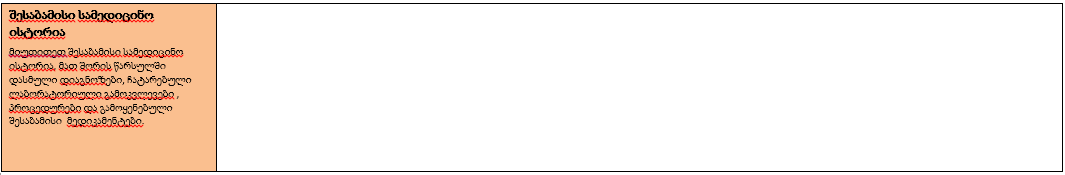 შესაბამისი სამედიცინო
ისტორია
მიუთითეთ შესაბამისი სამედიცინო
ისტორია, მათ შორის წარსულში
დასმული დიაგნოზები, ჩატარებული
ლაბორატორიული გამოკვლევები ,
პროცედურები და გამოყენებული
შესაბამისი მედიკამენტები.